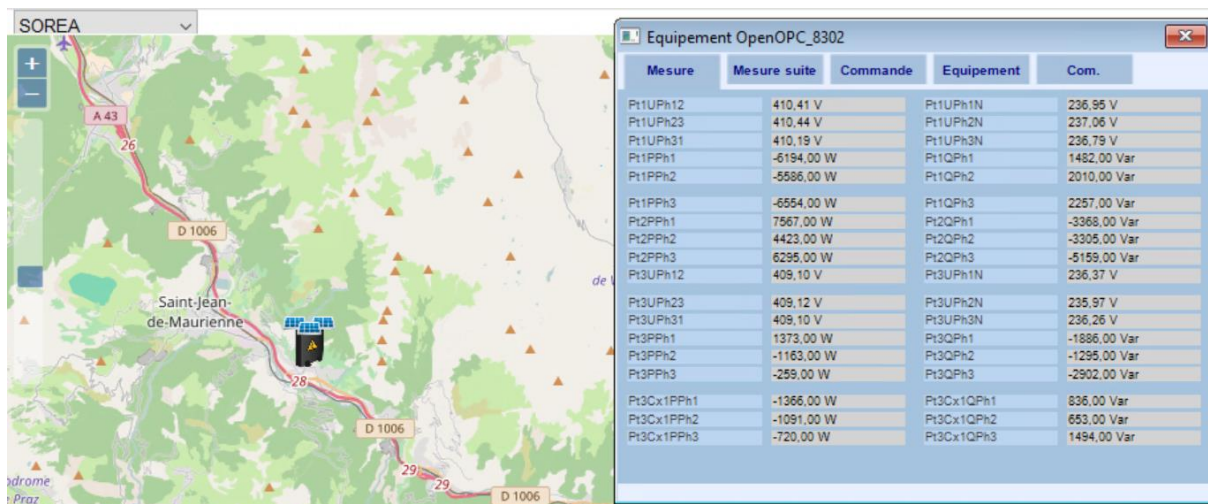 SOREA
+
−
A 43
26
D 1006
de V
Saint-Jean-
de-Maurienne
28
D 1006
29
29
D 1006
odrome
e Praz
Equipement OpenOPC_8302
Mesure Mesure suite Commande Equipement Com.
Pt1UPh12 410,41 V Pt1UPh1N 236,95 V
Pt1UPh23 410,44 V Pt1UPh2N 237,06 V
Pt1UPh31 410,19 V Pt1UPh3N 236,79 V
Pt1PPh1 -6194,00 W Pt1QPh1 1482,00 Var
Pt1PPh2 -5586,00 W Pt1QPh2 2010,00 Var
Pt1PPh3 -6554,00 W Pt1QPh3 2257,00 Var
Pt2PPh1 7567,00 W Pt2QPh1 -3368,00 Var
Pt2PPh2 4423,00 W Pt2QPh2 -3305,00 Var
Pt2PPh3 6295,00 W Pt2QPh3 -5159,00 Var
Pt3UPh12 409,10 V Pt3UPh1N 236,37 V
Pt3UPh23 409,12 V Pt3UPh2N 235,97 V
Pt3UPh31 409,10 V Pt3UPh3N 236,26 V
Pt3PPh1 1373,00 W Pt3QPh1 -1886,00 Var
Pt3PPh2 -1163,00 W Pt3QPh2 -1295,00 Var
Pt3PPh3 -259,00 W Pt3QPh3 -2902,00 Var
Pt3Cx1PPh1 -1366,00 W Pt3Cx1QPh1 836,00 Var
Pt3Cx1PPh2 -1091,00 W Pt3Cx1QPh2 653,00 Var
Pt3Cx1PPh3 -720,00 W Pt3Cx1QPh3 1494,00 Var